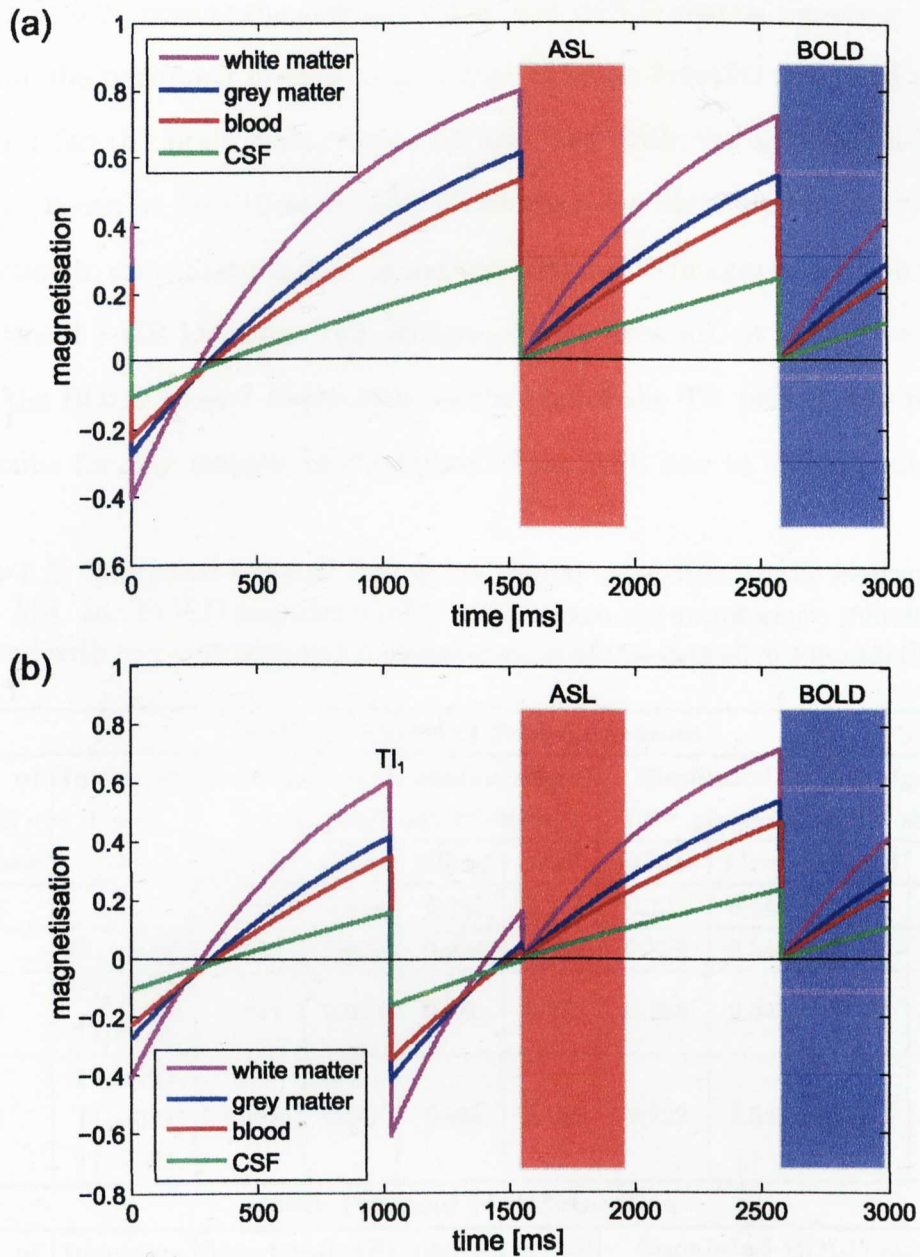 (a)
1
0.8
0.6
0.4
0.2
0
-0.2
-0.4
-0.6
magnetisation
white matter
grey matter
blood
CSF
ASL
BOLD
0 500 1000 1500 2000 2500 3000
time [ms]
(b)
1
0.8
0.6
0.4
0.2
0
-0.2
-0.4
-0.6
-0.8
magnetisation
TI1
ASL
BOLD
white matter
grey matter
blood
CSF
0 500 1000 1500 2000 2500 3000
time [ms]